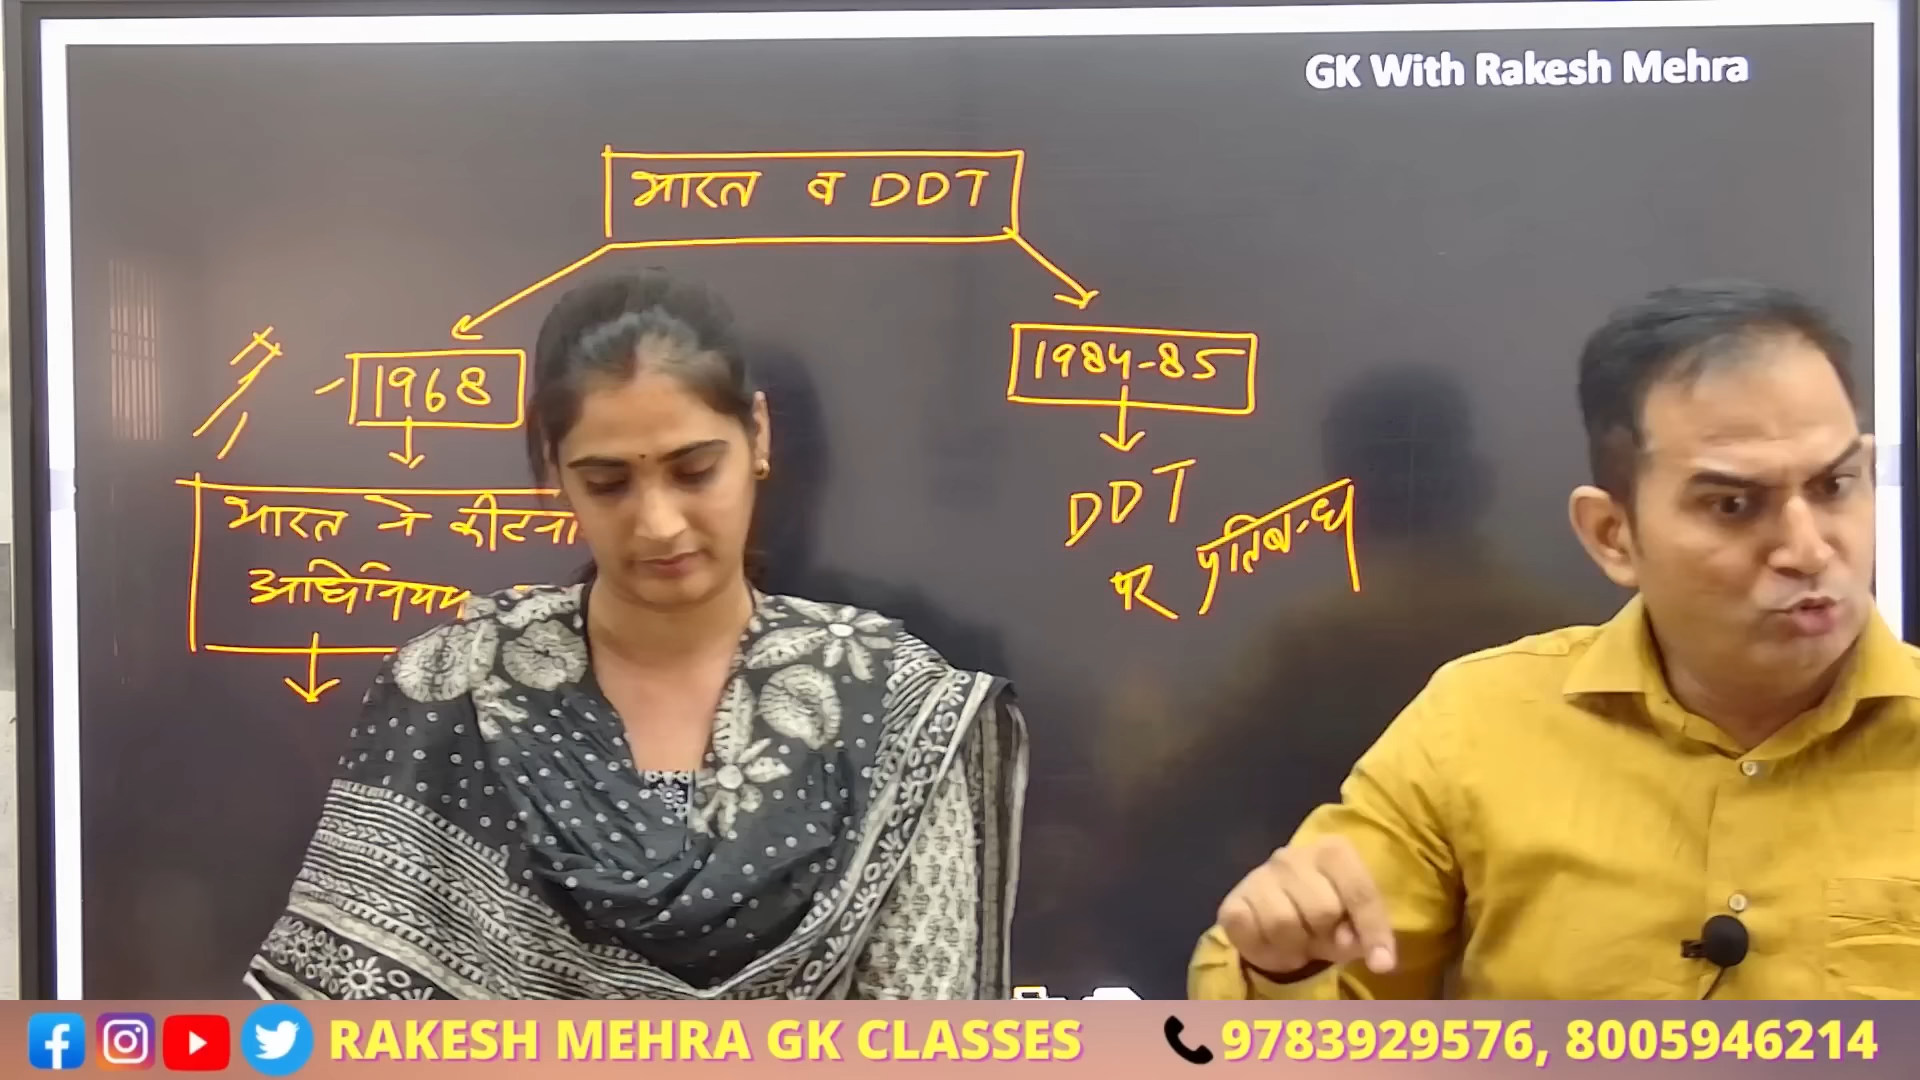 GK With Rakesh Mehra
भारत व DDT
1968
1984-85
भारत ने
अधिनियम
DDT
पर प्रतिबन्ध
RAKESH MEHRA GK CLASSES
9783929576, 8005946214